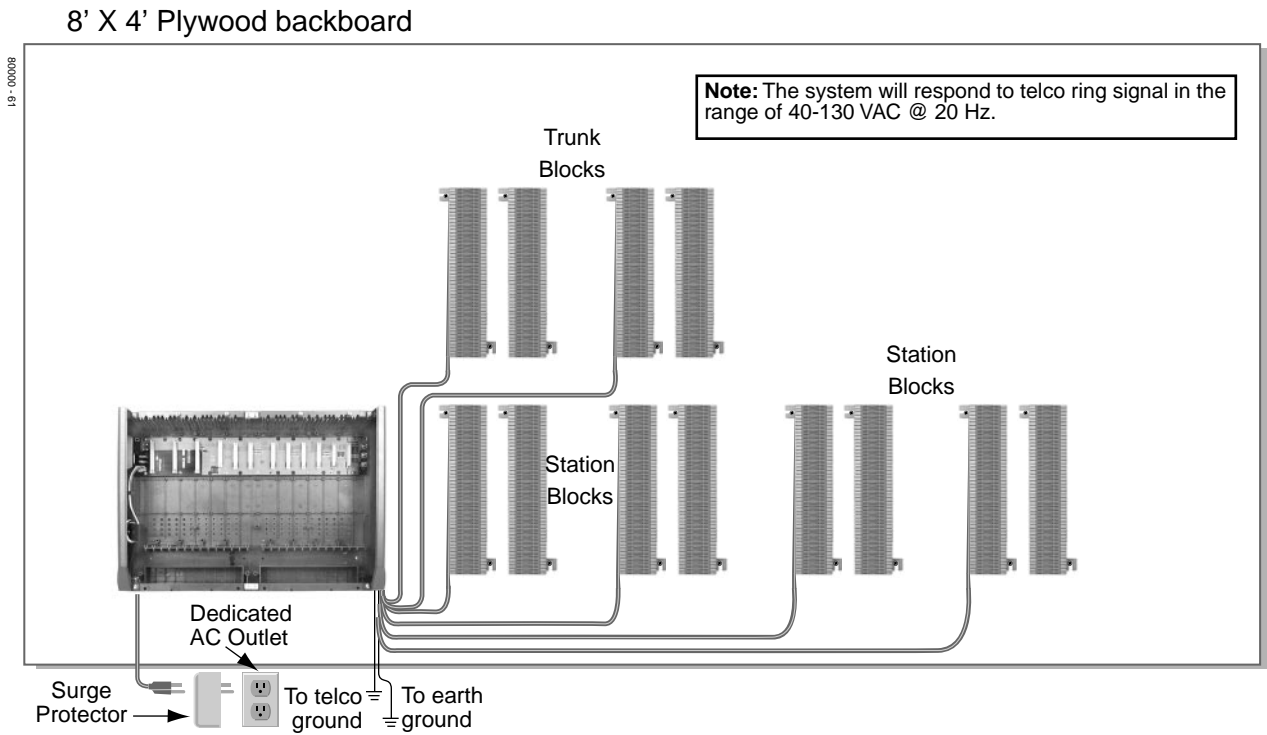 8’ X 4’ Plywood backboard
80000 - 61
Note: The system will respond to telco ring signal in the
range of 40-130 VAC @ 20 Hz.
Trunk
Blocks
Station
Blocks
Station
Blocks
Dedicated
AC Outlet
Surge
Protector
To telco
ground
To earth
ground